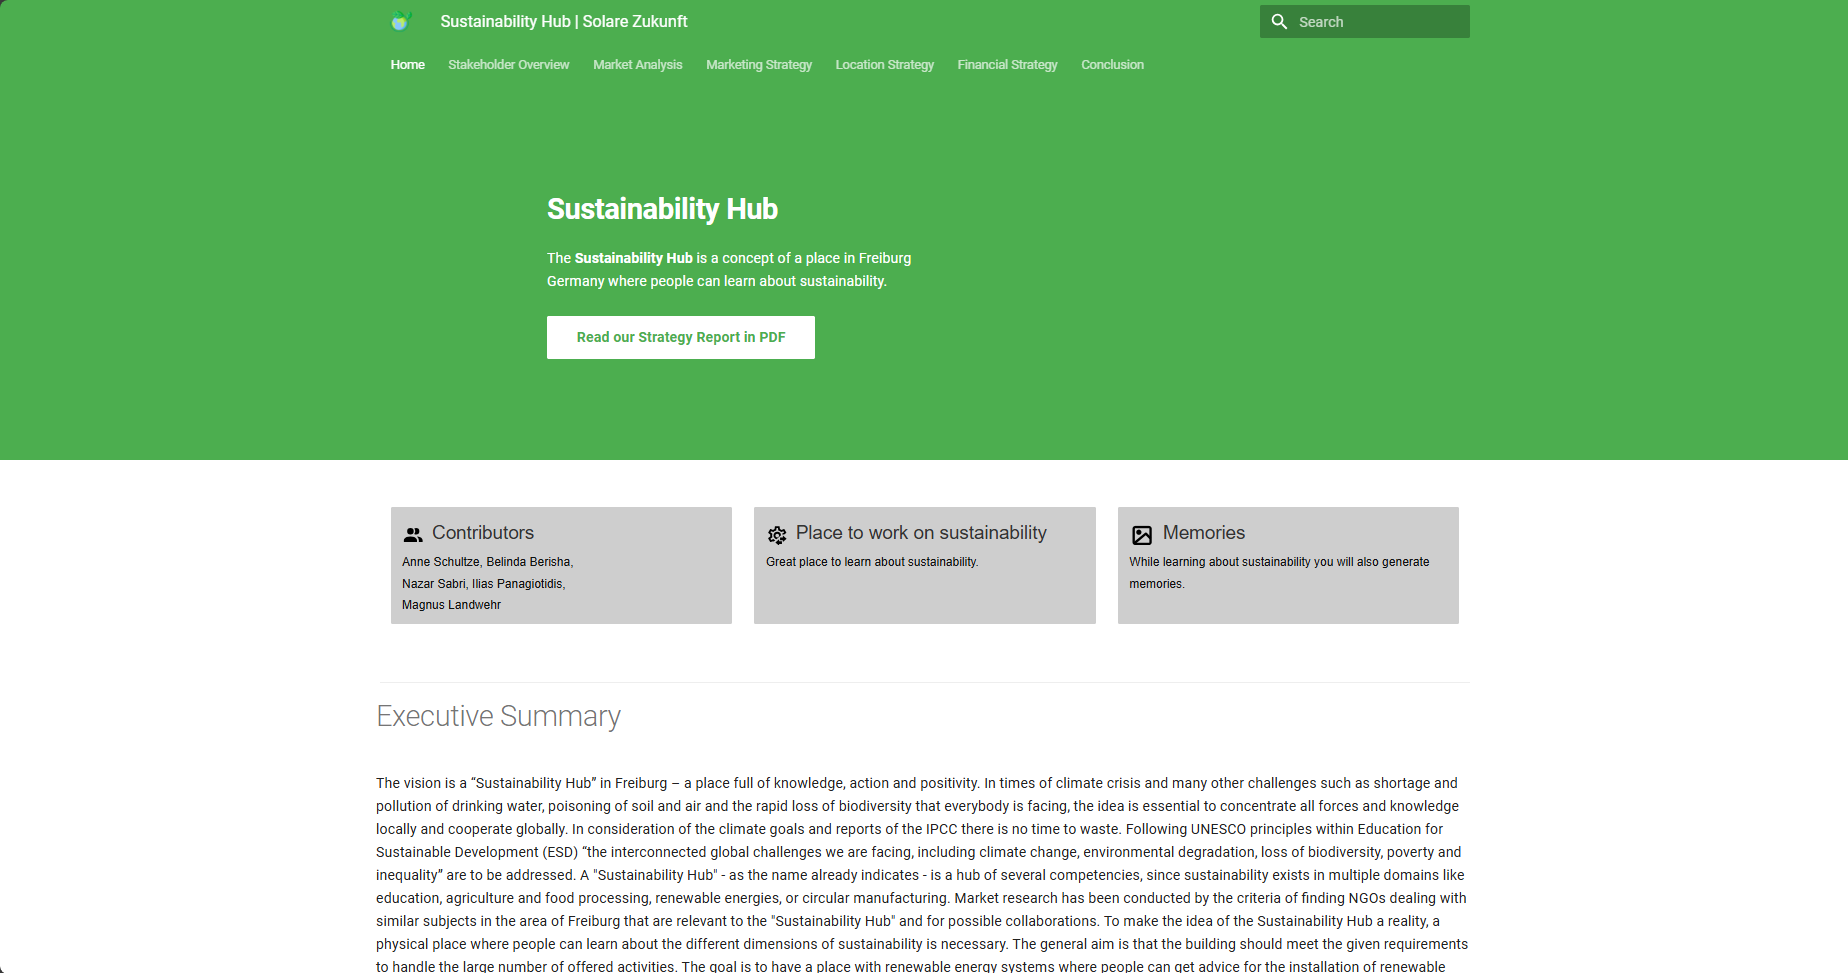 Sustainability Hub | Solare Zukunft
Search
Home Stakeholder Overview Market Analysis Marketing Strategy Location Strategy Financial Strategy Conclusion
Sustainability Hub
The Sustainability Hub is a concept of a place in Freiburg
Germany where people can learn about sustainability.
Read our Strategy Report in PDF
Contributors
Anne Schultze, Belinda Berisha,
Nazar Sabri, Ilias Panagiotidis,
Magnus Landwehr
Place to work on sustainability
Great place to learn about sustainability.
Memories
While learning about sustainability you will also generate
memories.
Executive Summary
The vision is a “Sustainability Hub” in Freiburg – a place full of knowledge, action and positivity. In times of climate crisis and many other challenges such as shortage and
pollution of drinking water, poisoning of soil and air and the rapid loss of biodiversity that everybody is facing, the idea is essential to concentrate all forces and knowledge
locally and cooperate globally. In consideration of the climate goals and reports of the IPCC there is no time to waste. Following UNESCO principles within Education for
Sustainable Development (ESD) “the interconnected global challenges we are facing, including climate change, environmental degradation, loss of biodiversity, poverty and
inequality” are to be addressed. A "Sustainability Hub" - as the name already indicates - is a hub of several competencies, since sustainability exists in multiple domains like
education, agriculture and food processing, renewable energies, or circular manufacturing. Market research has been conducted by the criteria of finding NGOs dealing with
similar subjects in the area of Freiburg that are relevant to the "Sustainability Hub" and for possible collaborations. To make the idea of the Sustainability Hub a reality, a
physical place where people can learn about the different dimensions of sustainability is necessary. The general aim is that the building should meet the given requirements
to handle the large number of offered activities. The goal is to have a place with renewable energy systems where people can get advice for the installation of renewable